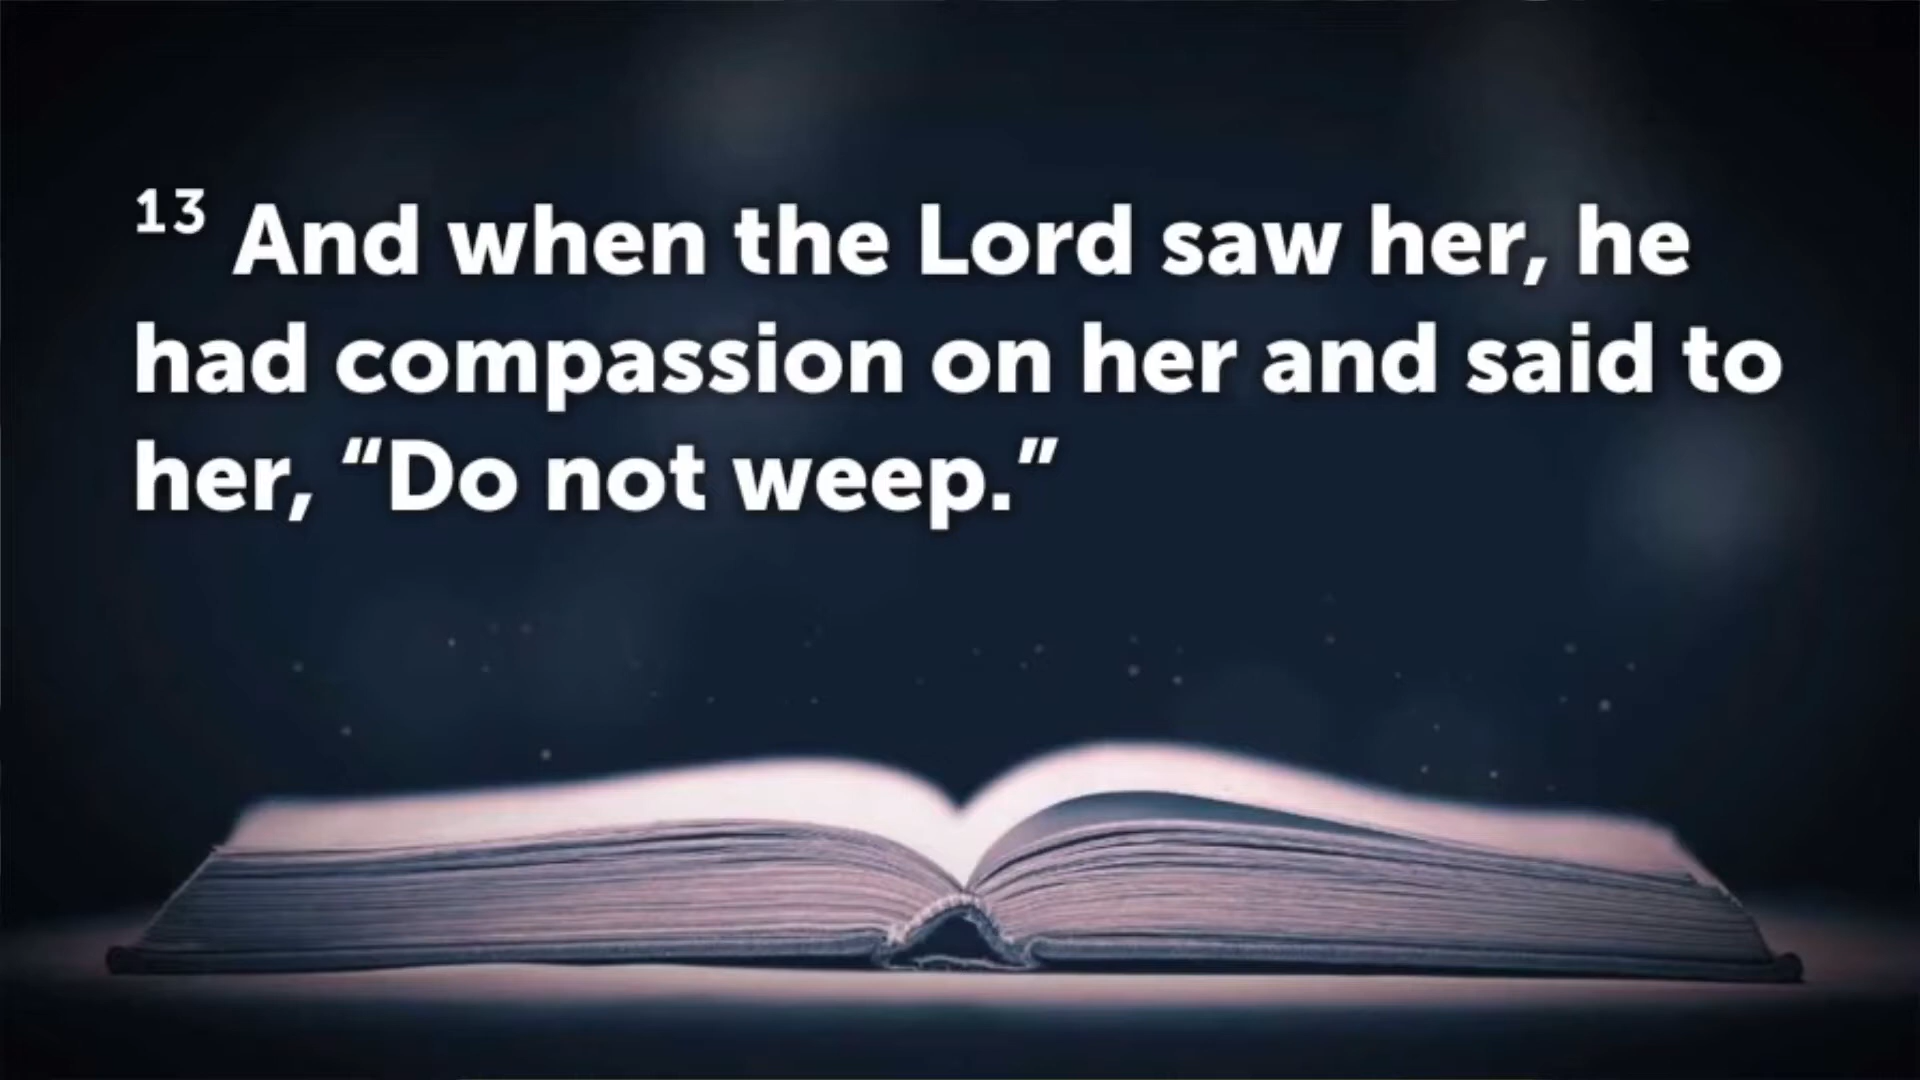 13 And when the Lord saw her, he
had compassion on her and said to
her, “Do not weep.”